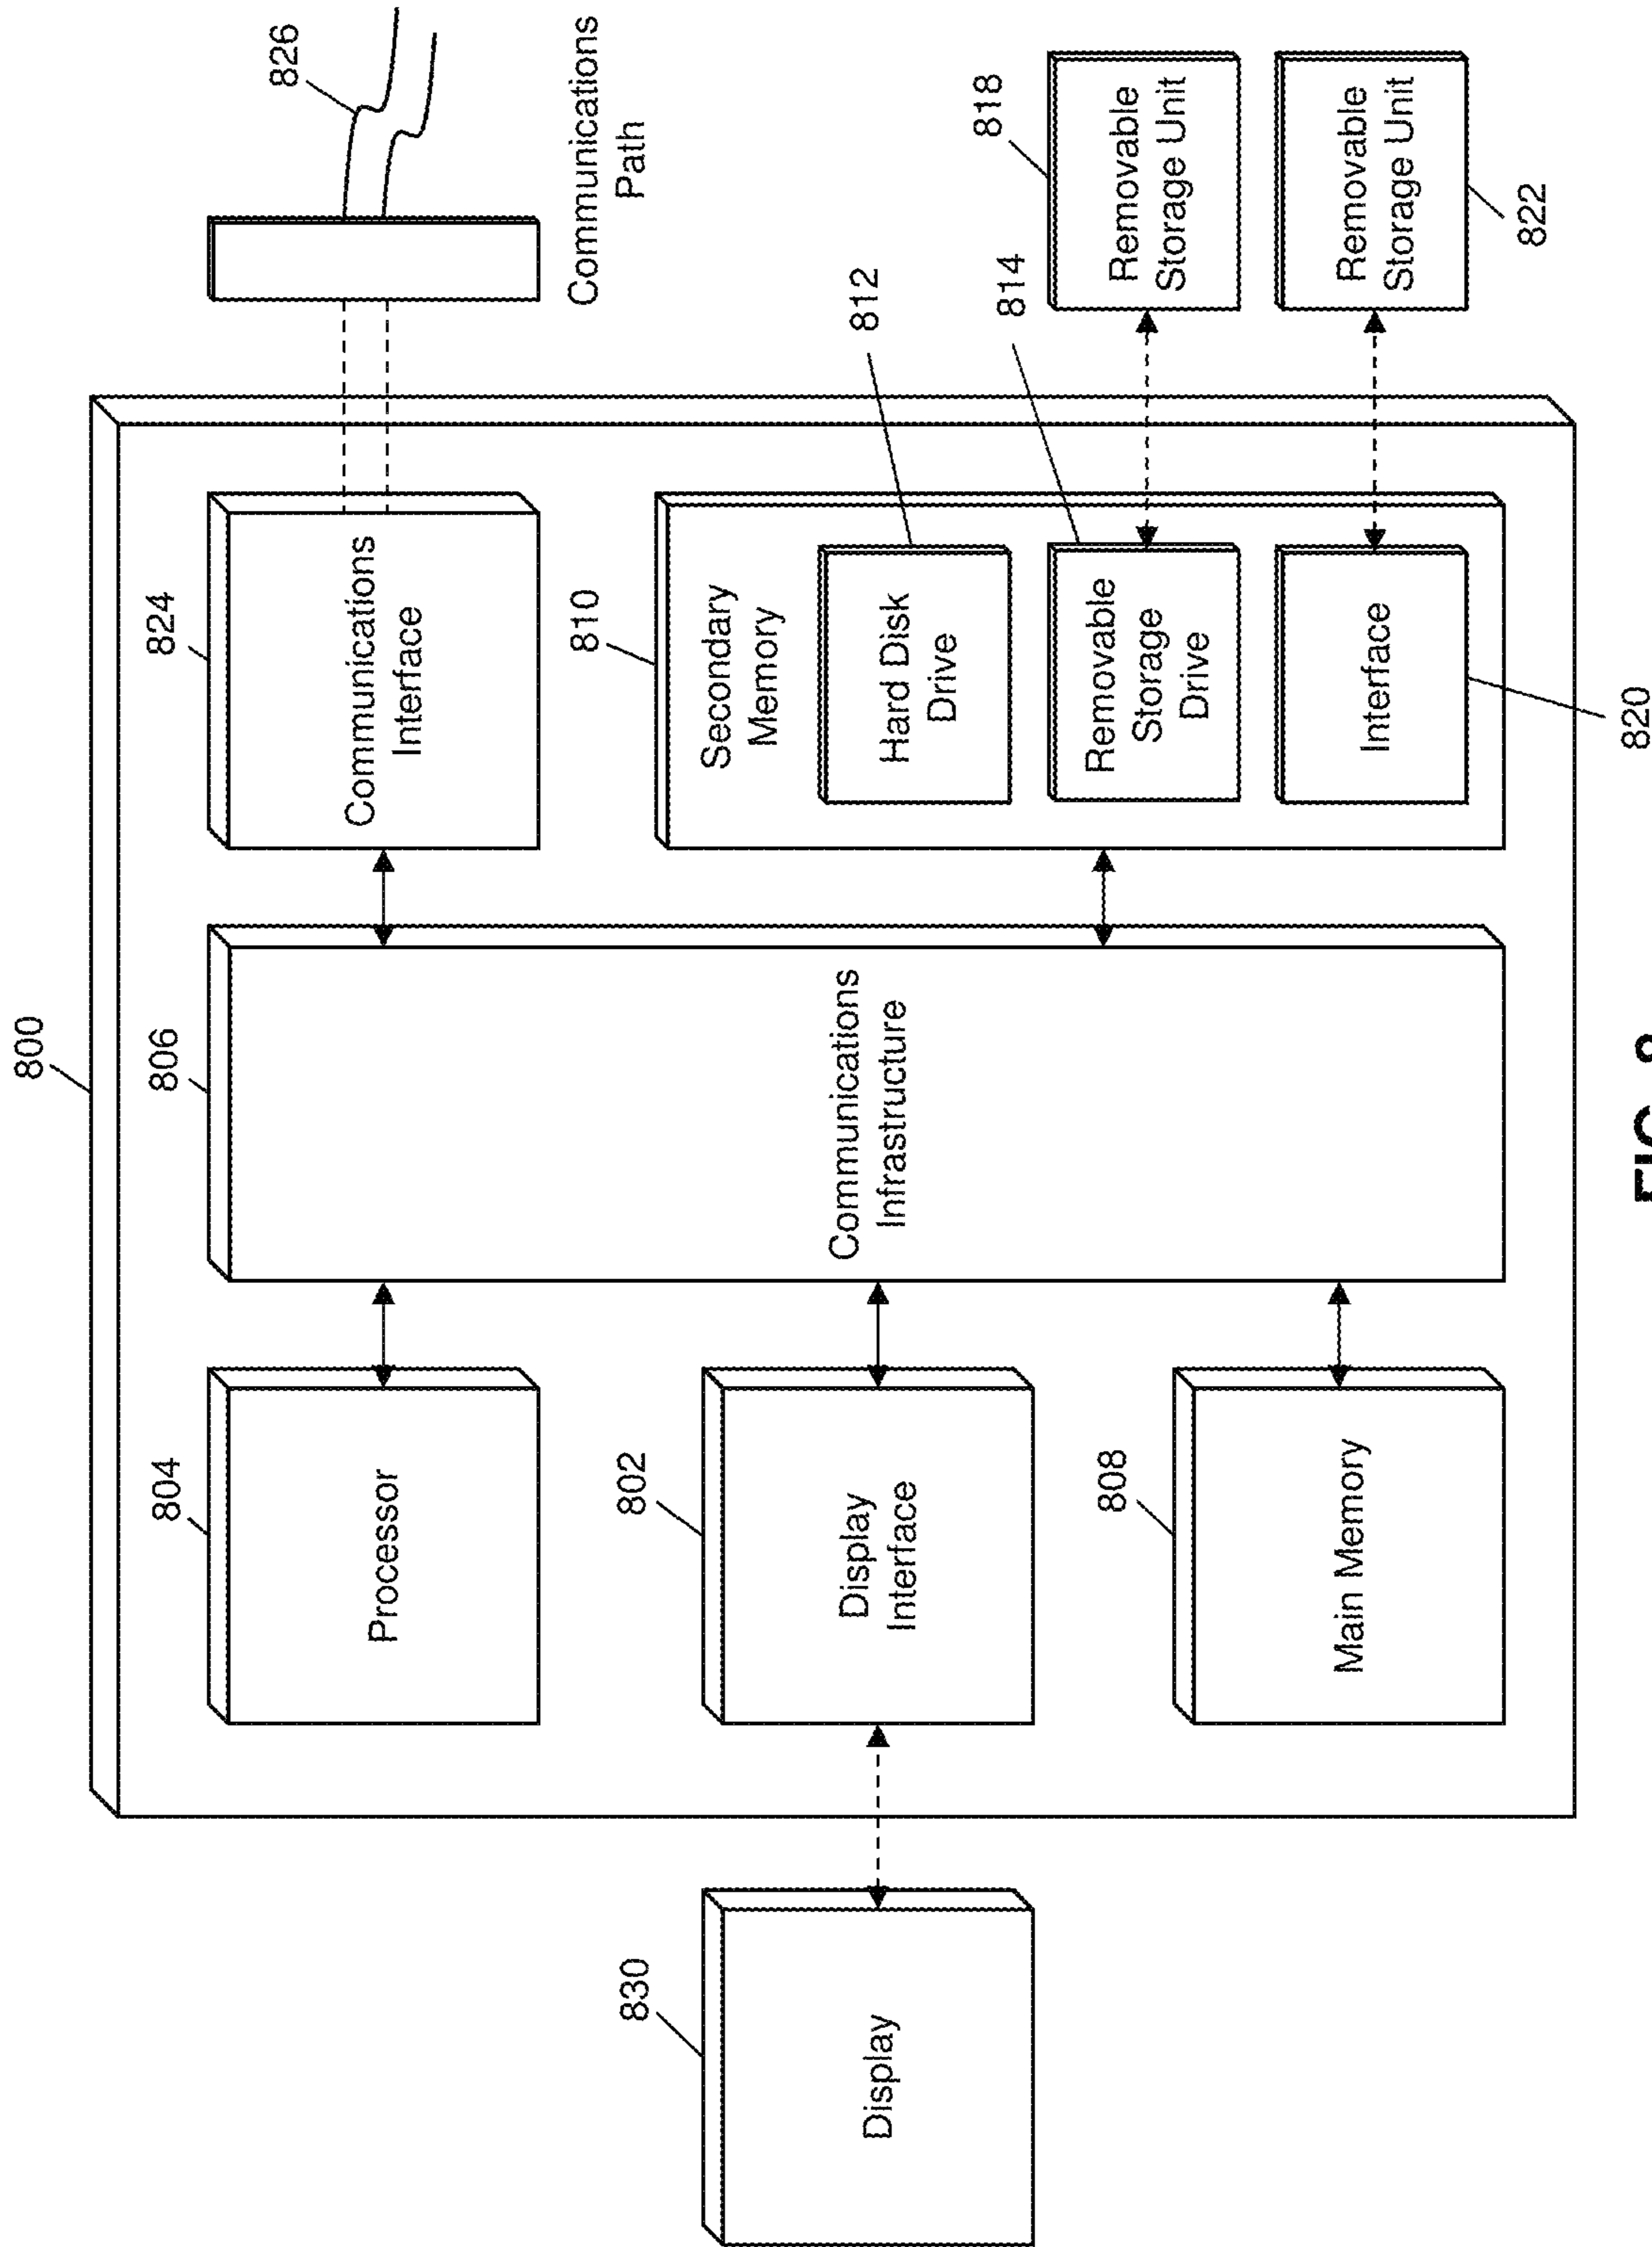 800
804
806
824
826
Processor
Communications
Interface
Communications
Path
830
802
810
Display
Display
Interface
Communications
Infrastructure
Secondary
Memory
812
Hard Disk
Drive
818
814
808
Removable
Storage
Drive
Removable
Storage Unit
Main Memory
Interface
Removable
Storage Unit
822
820
FIG.